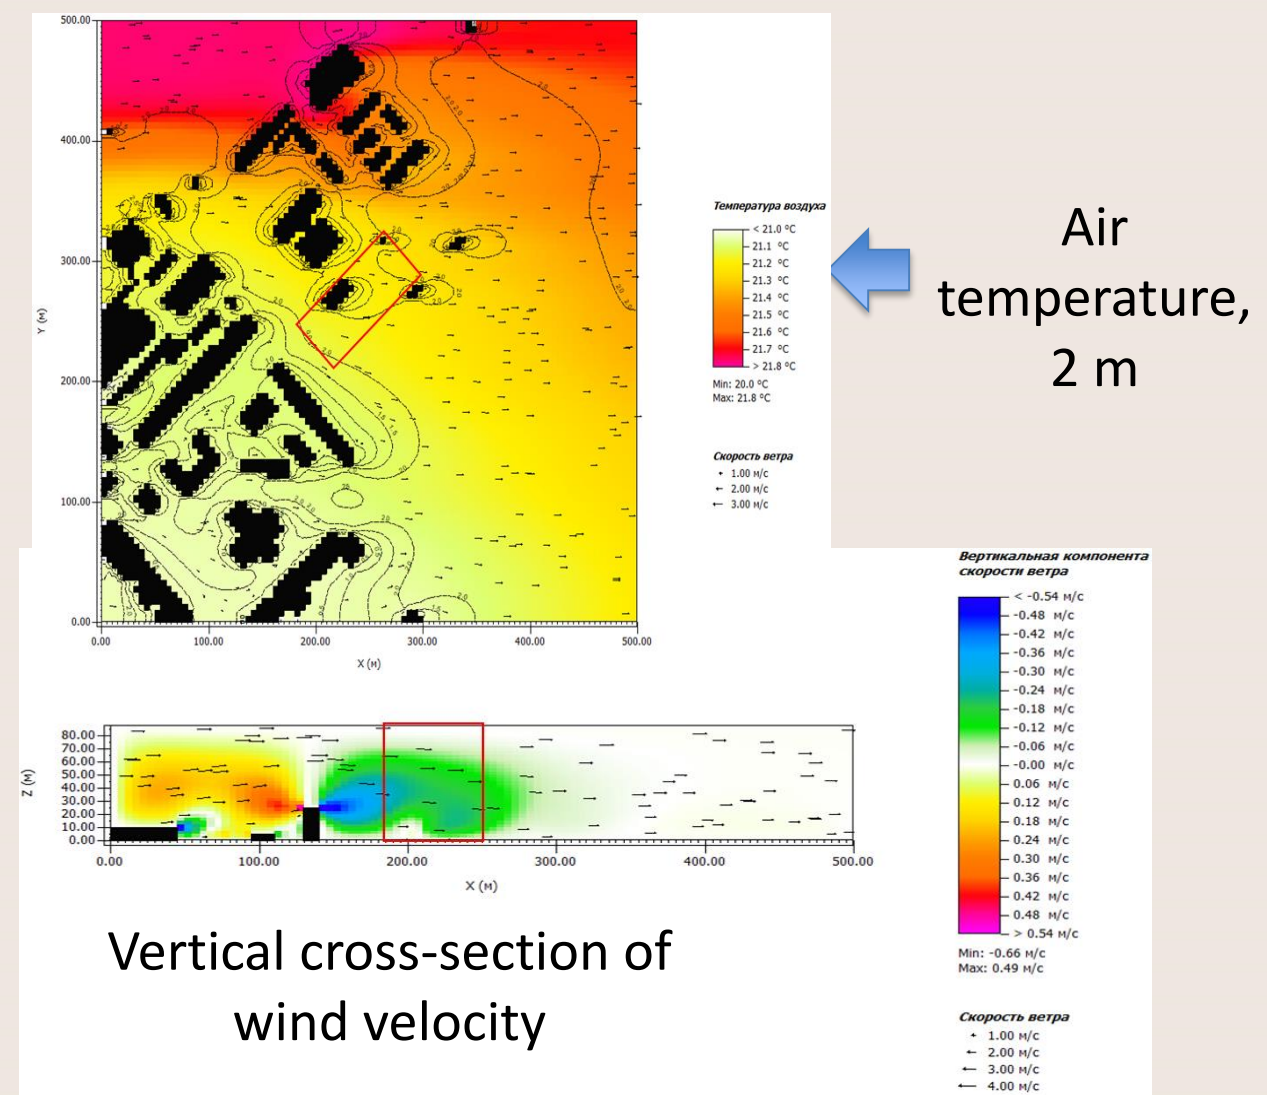 500.00
400.00
300.00
200.00
100.00
0.00
Y (м)
0.00 100.00 200.00 300.00 400.00 500.00
X (м)
Температура воздуха
< 21.0 °C
21.1 °C
21.2 °C
21.3 °C
21.4 °C
21.5 °C
21.6 °C
21.7 °C
> 21.8 °C
Min: 20.0 °C
Max: 21.8 °C
Скорость ветра
1.00 м/с
2.00 м/с
3.00 м/с
Air
temperature,
2 m
80.00
70.00
60.00
50.00
40.00
30.00
20.00
10.00
0.00
Z (м)
0.00 100.00 200.00 300.00 400.00 500.00
X (м)
Вертикальная компонента
скорости ветра
< -0.54 м/с
-0.48 м/с
-0.42 м/с
-0.36 м/с
-0.30 м/с
-0.24 м/с
-0.18 м/с
-0.12 м/с
-0.06 м/с
-0.00 м/с
0.06 м/с
0.12 м/с
0.18 м/с
0.24 м/с
0.30 м/с
0.36 м/с
0.42 м/с
0.48 м/с
> 0.54 м/с
Min: -0.66 м/с
Max: 0.49 м/с
Скорость ветра
1.00 м/с
2.00 м/с
3.00 м/с
4.00 м/с
Vertical cross-section of
wind velocity